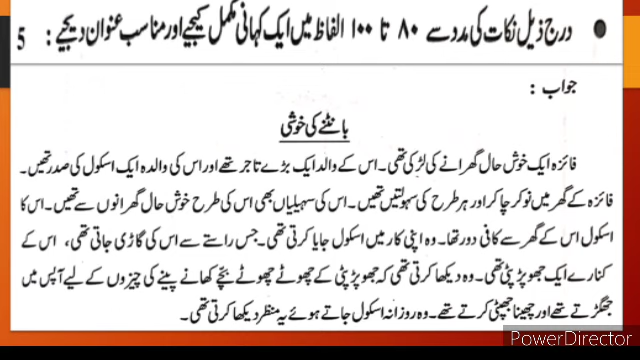 ● درج ذیل نکات کی مدد سے ۸۰ تا ۱۰۰ الفاظ میں ایک کہانی مکمل کیجیے اور مناسب عنوان دیجیے : 5
جواب :
بانٹنے کی خوشی
فائزہ ایک خوش حال گھرانے کی لڑکی تھی۔ اس کے والد ایک بڑے تاجر تھے اور اس کی والدہ ایک اسکول کی صدر تھیں۔
فائزہ کے گھر میں نوکر چاکر اور ہر طرح کی سہولتیں تھیں۔ اس کی سہیلیاں بھی اس کی طرح خوش حال گھرانوں سے تھیں۔ اس کا
اسکول اس کے گھر سے کافی دور تھا۔ وہ اپنی کار میں اسکول جایا کرتی تھی۔ جس راستے سے اس کی گاڑی جاتی تھی، اس کے
کنارے ایک جھوپڑپٹی تھی۔ وہ دیکھا کرتی تھی کہ جھوپڑپٹی کے چھوٹے چھوٹے بچے کھانے پینے کی چیزوں کے لیے آپس میں
جھگڑتے تھے اور چھینا جھپٹی کرتے تھے۔ وہ روزانہ اسکول جاتے ہوئے یہ منظر دیکھا کرتی تھی۔
PowerDirector